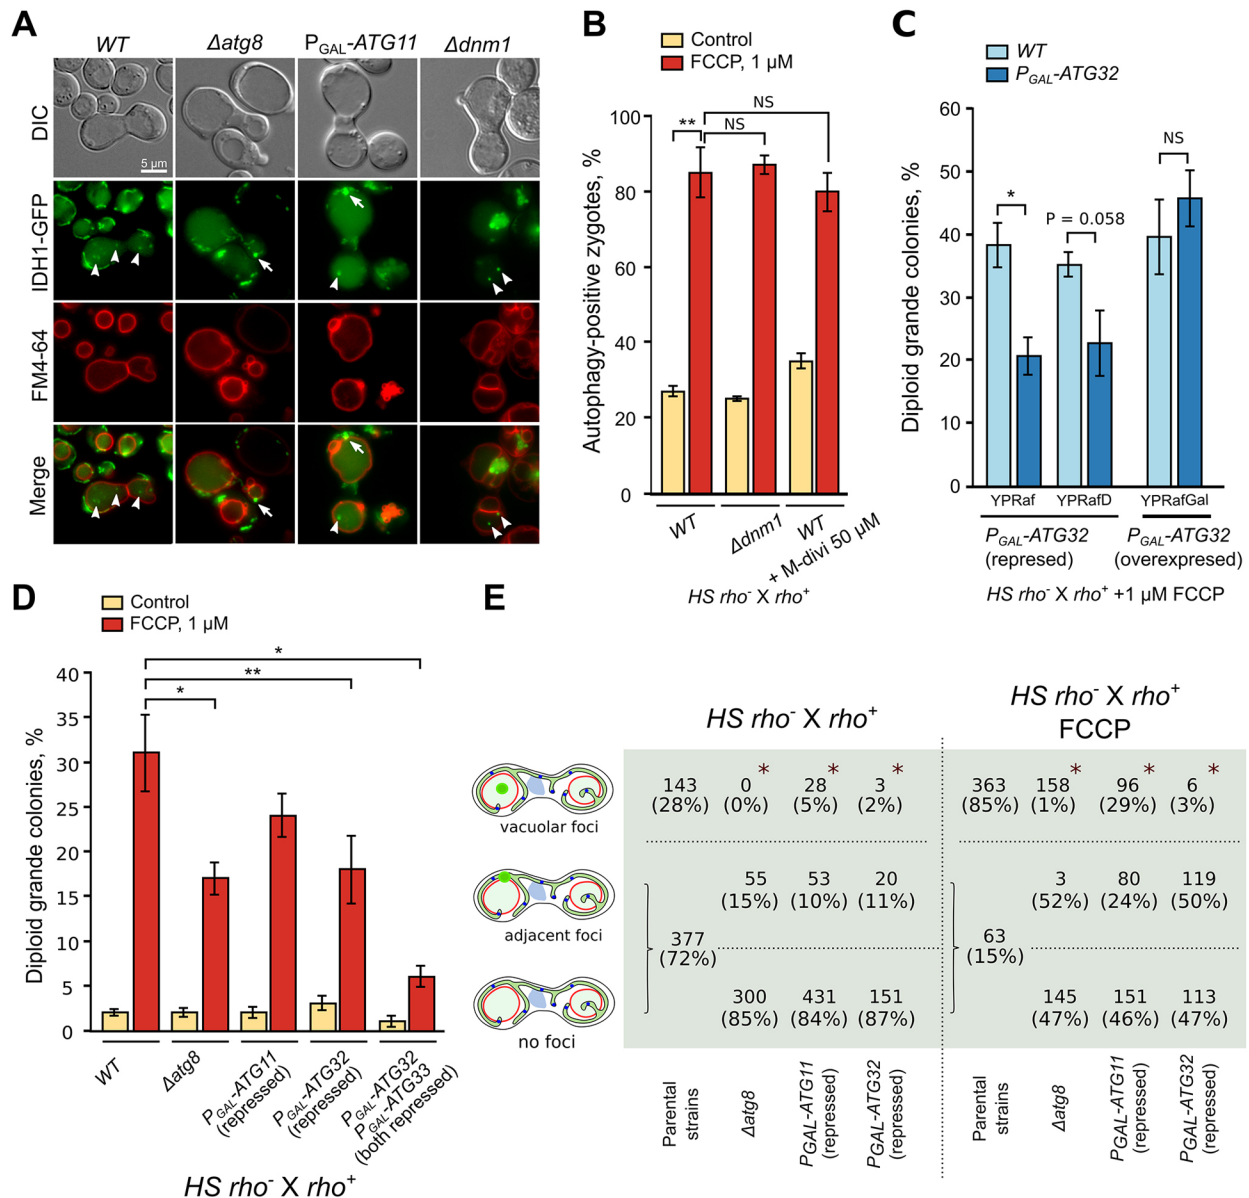 A
WT
Δatg8
PGAL-ATG11
Δdnm1
DIC
5 µm
IDH1-GFP
FM4-64
Merge
B
Control
FCCP, 1 µM
Autophagy-positive zygotes, %
100
80
60
40
20
0
**
NS
NS
WT
Δdnm1
WT
+ M-divi 50 µM
HS rho- X rho+
C
WT
PGAL-ATG32
Diploid grande colonies, %
60
50
40
30
20
10
0
*
P = 0.058
NS
YPRaf
YPRafD
YPRafGal
PGAL-ATG32
(represed)
PGAL-ATG32
(overexpresed)
HS rho- X rho+ +1 µM FCCP
D
Control
FCCP, 1 µM
Diploid grande colonies, %
40
35
30
25
20
15
10
5
0
*
**
*
WT
Δatg8
PGAL-ATG11
(repressed)
PGAL-ATG32
(repressed)
PGAL-ATG32
PGAL-ATG33
(both repressed)
HS rho- X rho+
E
HS rho- X rho+
HS rho- X rho+
FCCP
vacuolar foci
adjacent foci
no foci
143 0 * 28 * 3 * 363 158 * 96 * 6 *
(28%) (0%) (5%) (2%) (85%) (1%) (29%) (3%)
55 53 20 3 80 119
(15%) (10%) (11%) (52%) (24%) (50%)
377 63
(72%) (15%)
300 431 151 145 151 113
(85%) (84%) (87%) (47%) (46%) (47%)
Parental
strains
Δatg8
PGAL-ATG11
(repressed)
PGAL-ATG32
(repressed)
Parental
strains
Δatg8
PGAL-ATG11
(repressed)
PGAL-ATG32
(repressed)